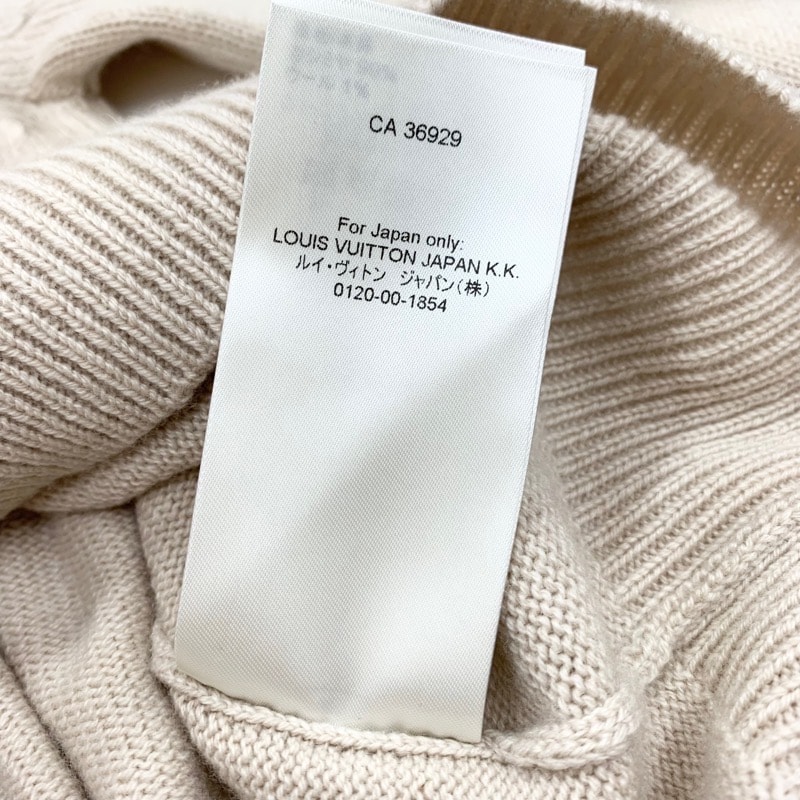 CA 36929
For Japan only:
LOUIS VUITTON JAPAN K.K.
ルイ・ヴィトン ジャパン(株)
0120-00-1854